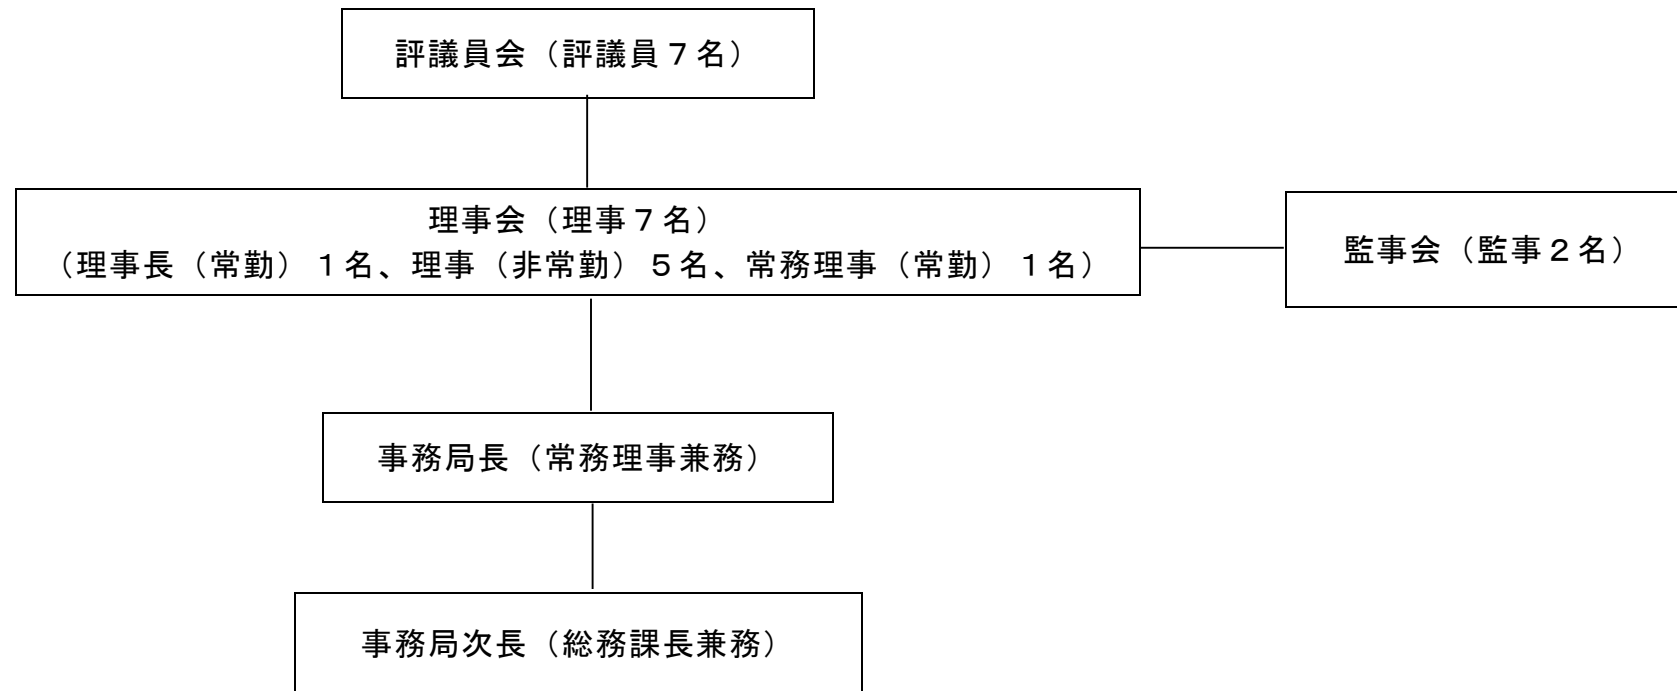 評議員会（評議員７名）
理事会（理事７名）
（理事長（常勤）１名、理事（非常勤）５名、常務理事（常勤）１名）
監事会（監事２名）
事務局長（常務理事兼務）
事務局次長（総務課長兼務）